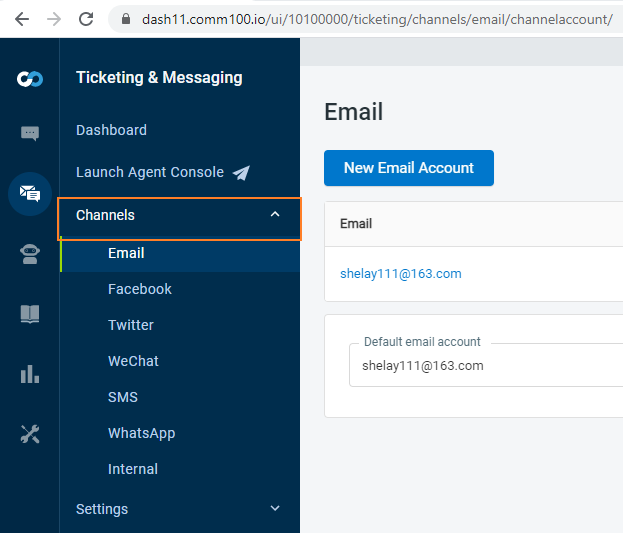 dash11.comm100.io/ui/10100000/ticketing/channels/email/channelaccount/
Ticketing & Messaging
Dashboard
Launch Agent Console
Channels
Email
Facebook
Twitter
WeChat
SMS
WhatsApp
Internal
Settings
Email
New Email Account
Email
shelay111@163.com
Default email account
shelay111@163.com